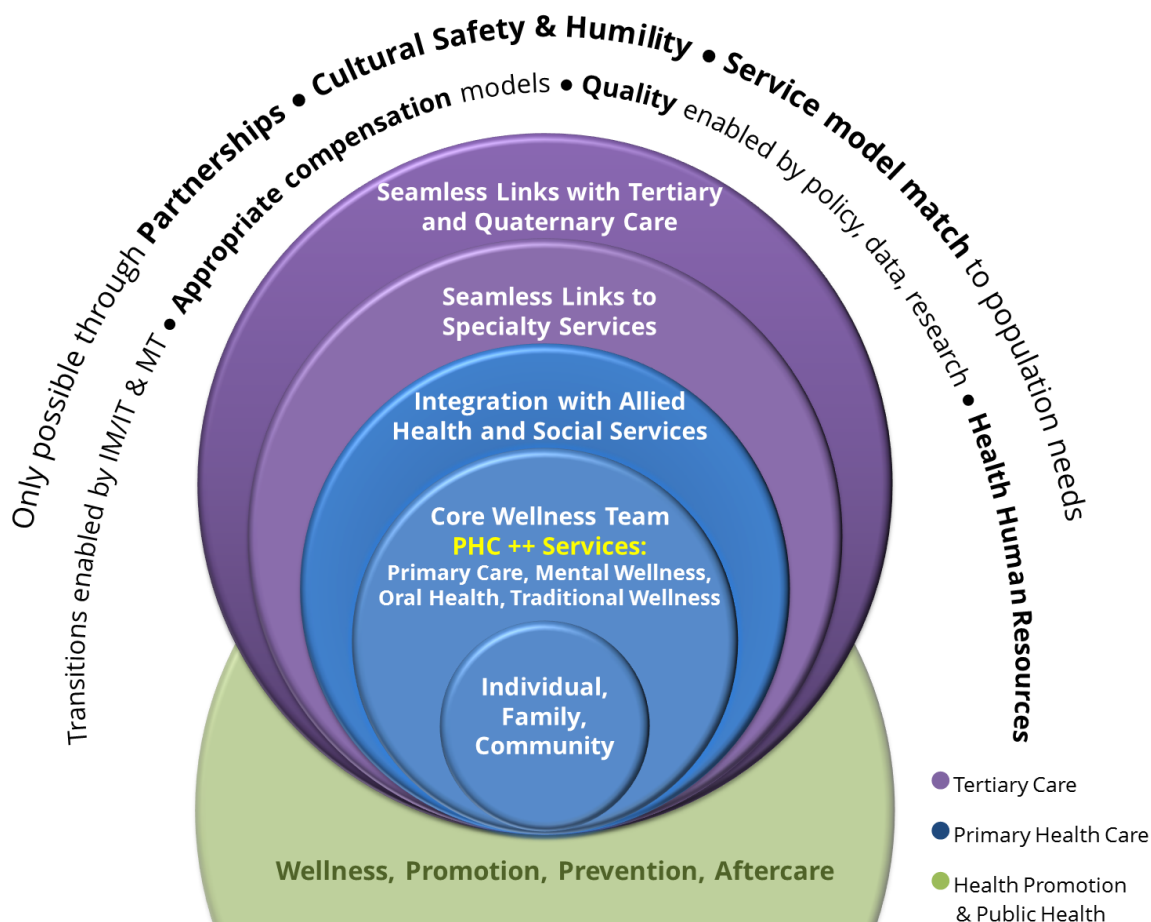 Only possible through Partnerships ● Cultural Safety & Humility ● Service model match to population needs
Transitions enabled by IM/IT & MT ● Appropriate compensation models ● Quality enabled by policy, data, research ● Health Human Resources
Seamless Links with Tertiary
and Quaternary Care
Seamless Links to
Specialty Services
Integration with Allied
Health and Social Services
Core Wellness Team
PHC ++ Services:
Primary Care, Mental Wellness,
Oral Health, Traditional Wellness
Individual,
Family,
Community
Wellness, Promotion, Prevention, Aftercare
Tertiary Care
Primary Health Care
Health Promotion
& Public Health